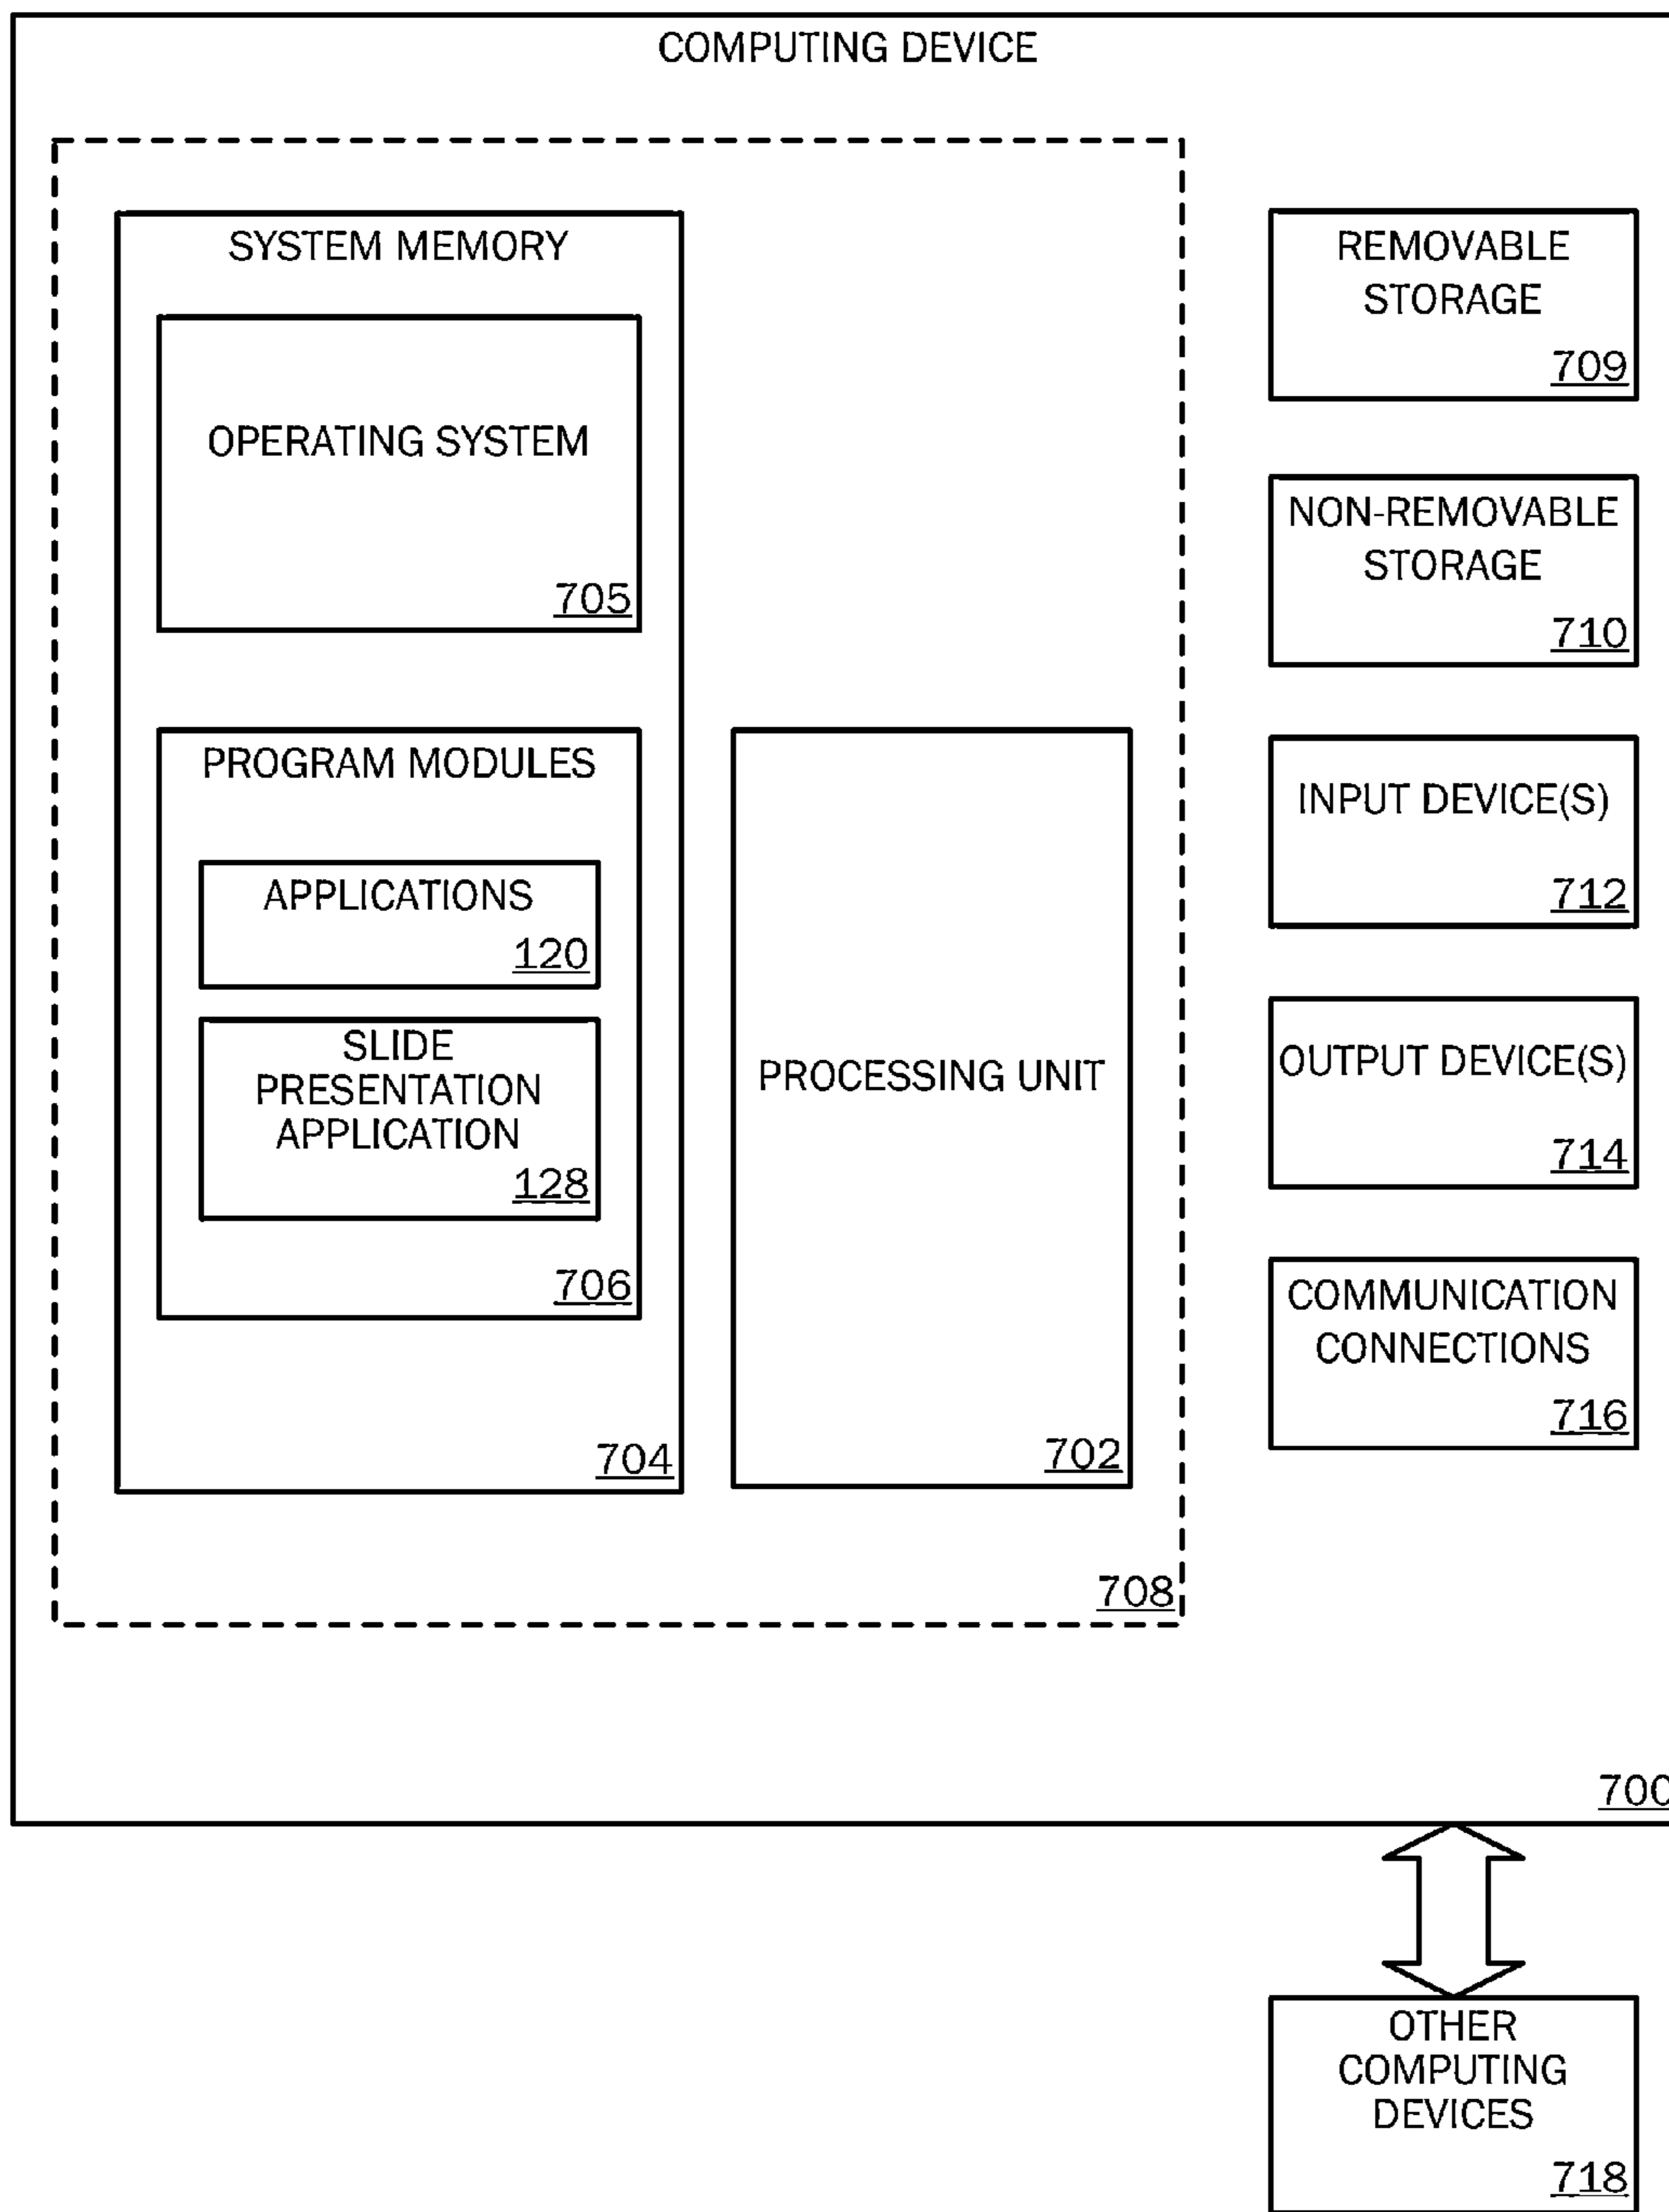 COMPUTING DEVICE
SYSTEM MEMORY
OPERATING SYSTEM
705
PROGRAM MODULES
APPLICATIONS
120
SLIDE
PRESENTATION
APPLICATION
128
706
704
PROCESSING UNIT
702
708
REMOVABLE
STORAGE
709
NON-REMOVABLE
STORAGE
710
INPUT DEVICE(S)
712
OUTPUT DEVICE(S)
714
COMMUNICATION
CONNECTIONS
716
700
OTHER
COMPUTING
DEVICES
718